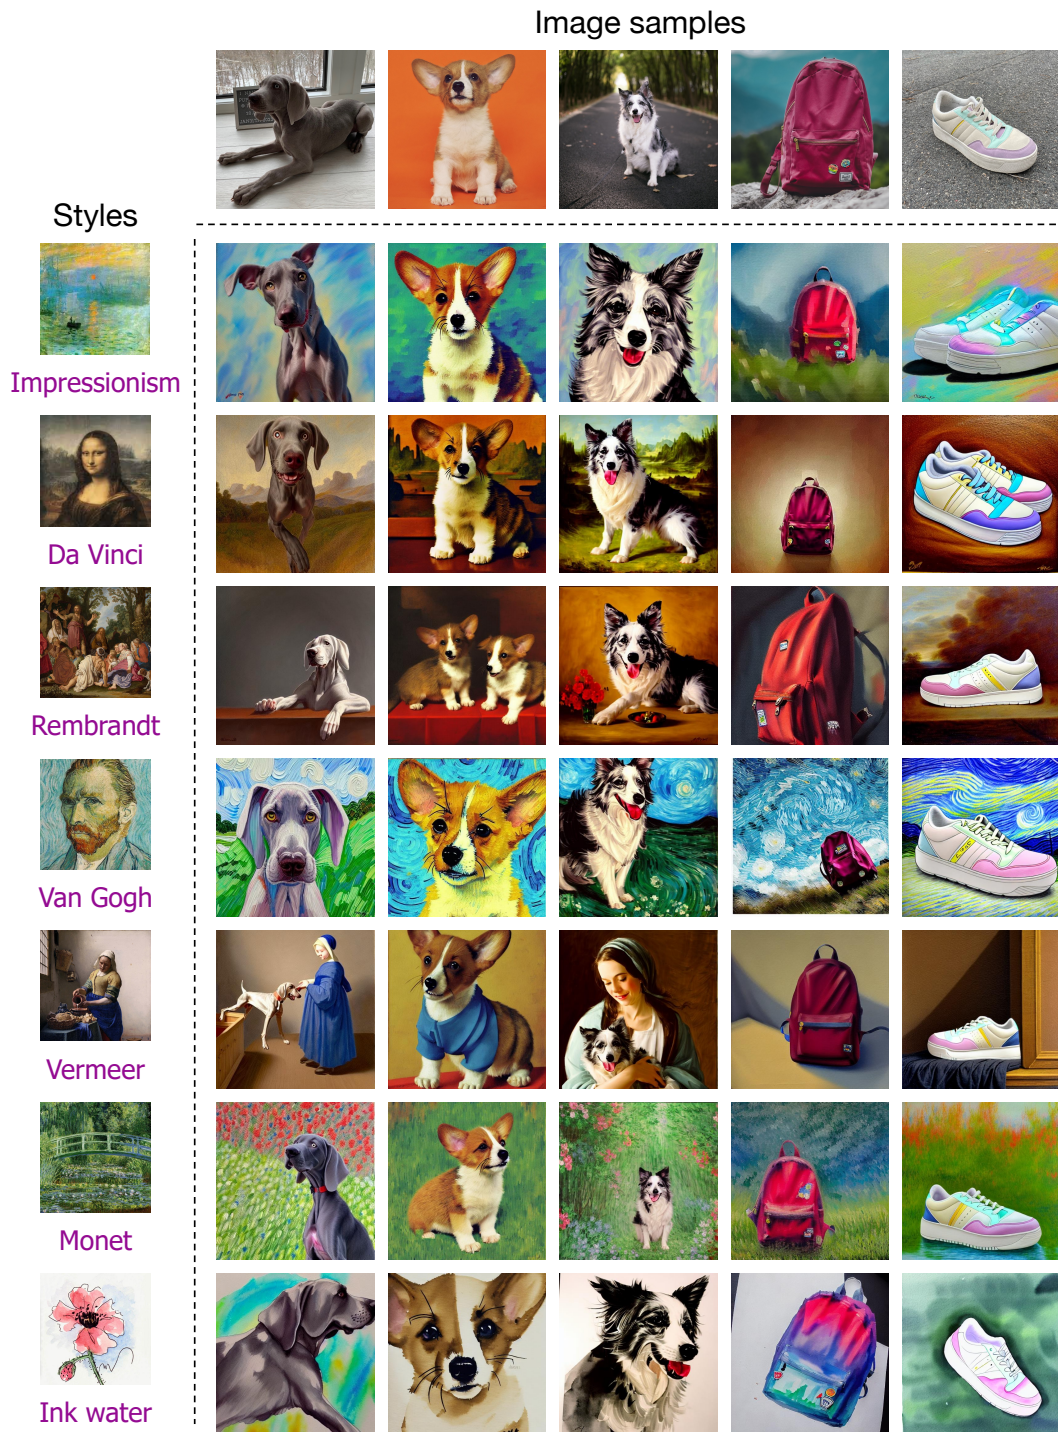 Image samples
Styles
Impressionism
Da Vinci
Rembrandt
Van Gogh
Vermeer
Monet
Ink water